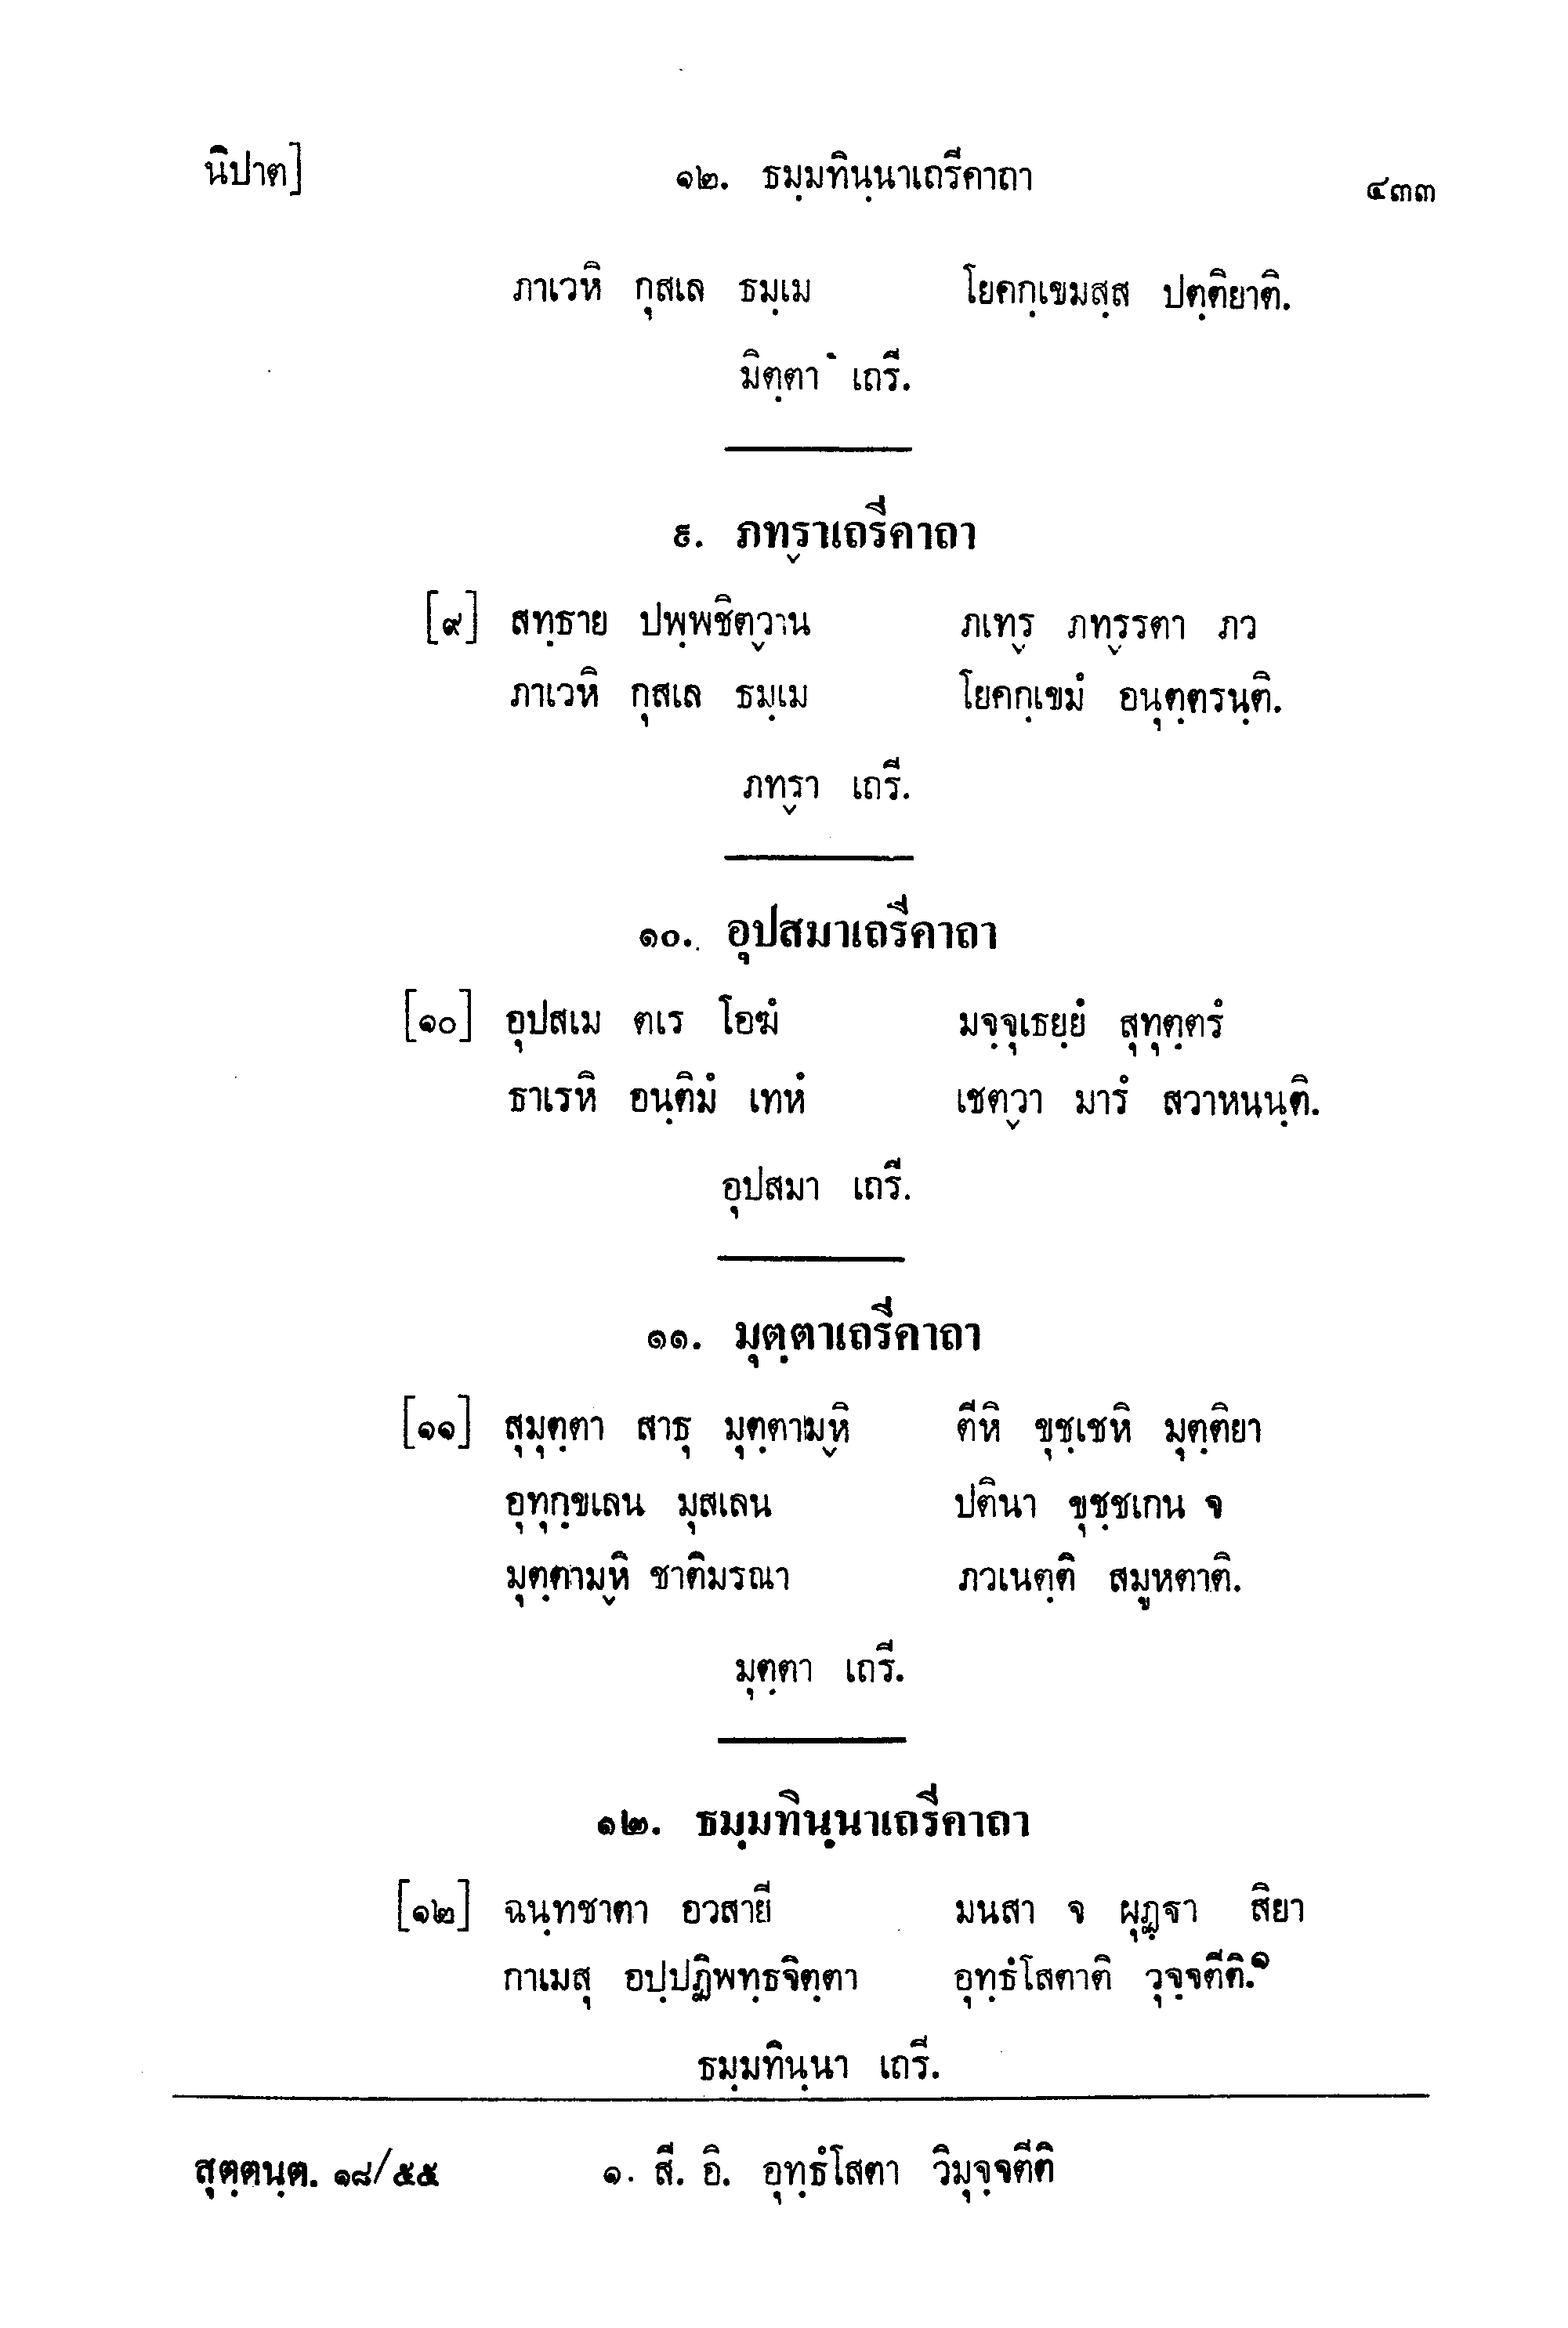 นิปาต] ๑๒. ธมฺมทินฺนาเถรีคาถา ๔๓๓
ภาเวหิ กุสเล ธมฺเม โยคกฺเขมสฺส ปตฺติยาติ.
มิตฺตา เถรี.
๙. ภทฺราเถรีคาถา
[๙] สทฺธาย ปพฺพชิตฺวาน ภเทฺร ภทฺรรตา ภว
ภาเวหิ กุสเล ธมฺเม โยคกฺเขมํ อนุตฺตรนฺติ.
ภทฺรา เถรี.
๑๐. อุปสมาเถรีคาถา
[๑๐] อุปสเม ตเร โอฆํ มจฺจุเธยฺยํ สุทุตฺตรํ
ธาเรหิ อนฺติมํ เทหํ เชตฺวา มารํ สวาหนนฺติ.
อุปสมา เถรี.
๑๑. มุตฺตาเถรีคาถา
[๑๑] สุมุตฺตา สาธุ มุตฺตามฺหิ ตีหิ ขุชฺเชหิ มุตฺติยา
อุทุกฺขเลน มุสเลน ปตินา ขุชฺชเกน จ
มุตฺตามฺหิ ชาติมรณา ภวเนตฺติ สมูหตาติ.
มุตฺตา เถรี.
๑๒. ธมฺมทินฺนาเถรีคาถา
[๑๒] ฉนฺทชาตา อวสายี มนสา จ ผุฏฺฐา สิยา
กาเมสุ อปฺปฏิพทฺธจิตฺตา อุทฺธํโสตาติ วุจฺจตีติ.๑
ธมฺมทินฺนา เถรี.
สุตฺตนฺต. ๑๘/๕๕ ๑. สี. อิ. อุทฺธํโสตา วิมุจฺจตีติ